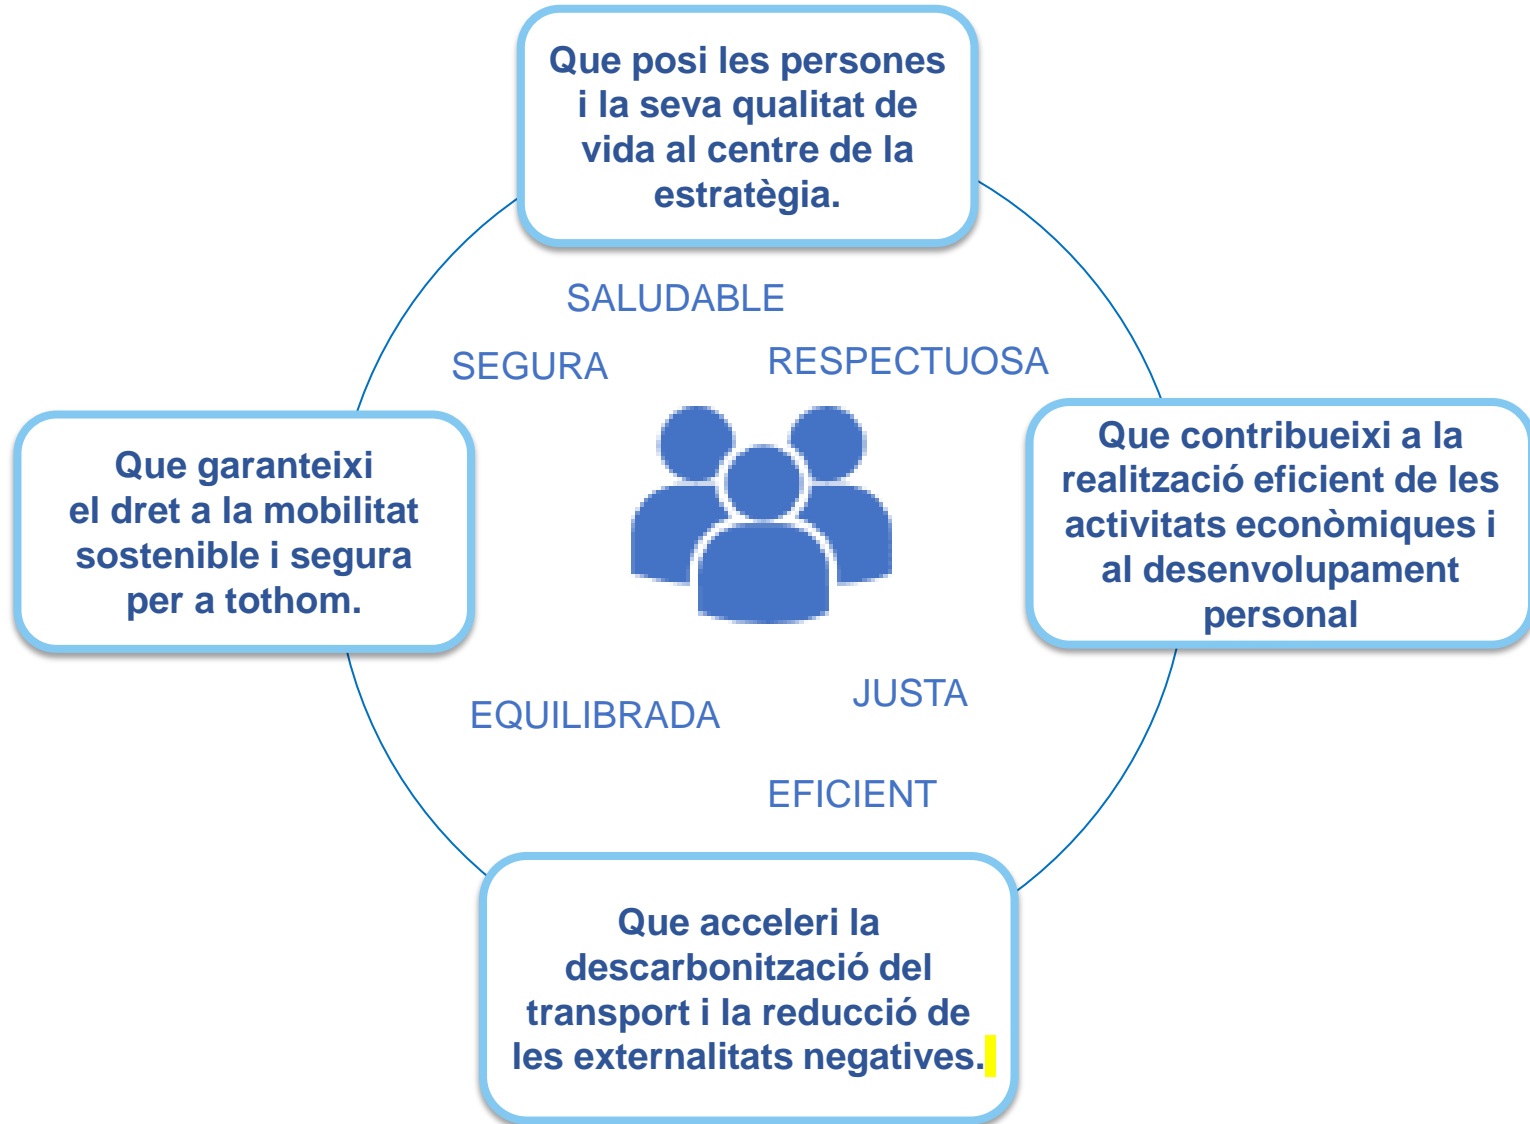 Que posi les persones
i la seva qualitat de
vida al centre de la
estratègia.
SALUDABLE
SEGURA
RESPECTUOSA
Que garanteixi
el dret a la mobilitat
sostenible i segura
per a tothom.
Que contribueixi a la
realització eficient de les
activitats econòmiques i
al desenvolupament
personal
EQUILIBRADA
JUSTA
EFICIENT
Que acceleri la
descarbonització del
transport i la reducció de
les externalitats negatives.